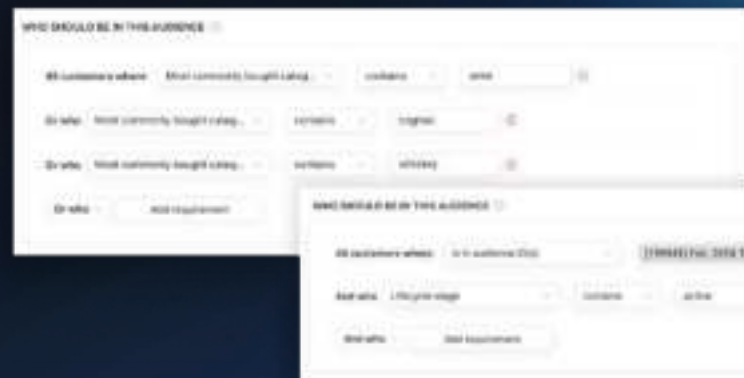 WHO SHOULD BE IN THIS AUDIENCE
All customers where Most commonly bought categ... contains
Or who Most commonly bought categ... contains cognac
Or who Most commonly bought categ... contains whiskey
Or who Add requirement
WHO SHOULD BE IN THIS AUDIENCE
All customers where Is in audience
And who Lifecycle stage contains active
And who Add requirement